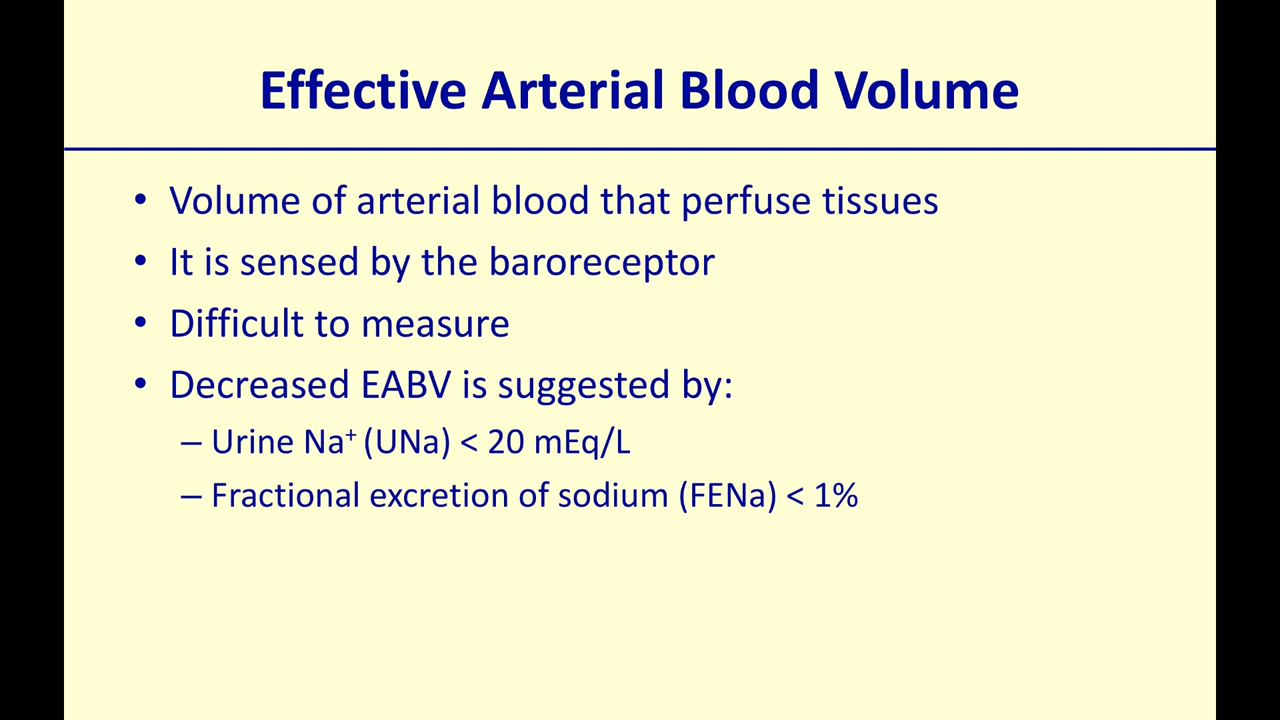 Effective Arterial Blood Volume
• Volume of arterial blood that perfuse tissues
• It is sensed by the baroreceptor
• Difficult to measure
• Decreased EABV is suggested by:
– Urine Na⁺ (UNa) < 20 mEq/L
– Fractional excretion of sodium (FENa) < 1%